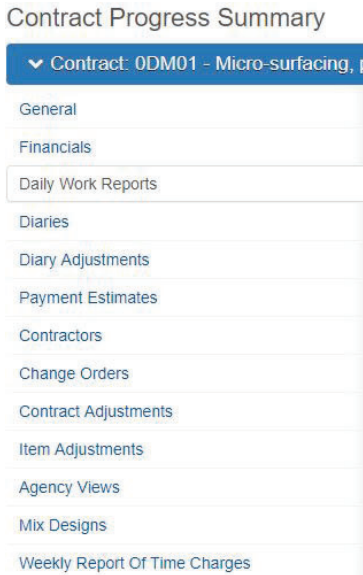 Contract Progress Summary
Contract: 0DM01 - Micro-surfacing,
General
Financials
Daily Work Reports
Diaries
Diary Adjustments
Payment Estimates
Contractors
Change Orders
Contract Adjustments
Item Adjustments
Agency Views
Mix Designs
Weekly Report Of Time Charges